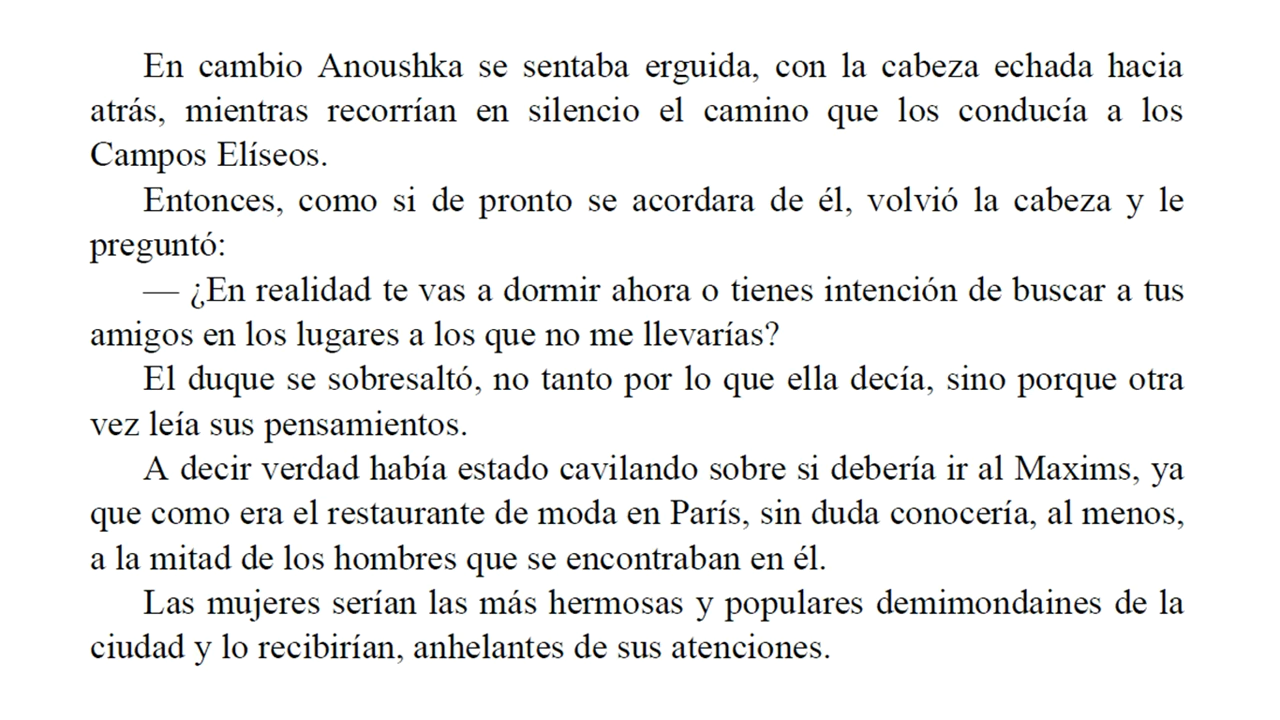 En cambio Anoushka se sentaba erguida, con la cabeza echada hacia
atrás, mientras recorrían en silencio el camino que los conducía a los
Campos Elíseos.
Entonces, como si de pronto se acordara de él, volvió la cabeza y le
preguntó:
— ¿En realidad te vas a dormir ahora o tienes intención de buscar a tus
amigos en los lugares a los que no me llevarías?
El duque se sobresaltó, no tanto por lo que ella decía, sino porque otra
vez leía sus pensamientos.
A decir verdad había estado cavilando sobre si debería ir al Maxims, ya
que como era el restaurante de moda en París, sin duda conocería, al menos,
a la mitad de los hombres que se encontraban en él.
Las mujeres serían las más hermosas y populares demimondaines de la
ciudad y lo recibirían, anhelantes de sus atenciones.